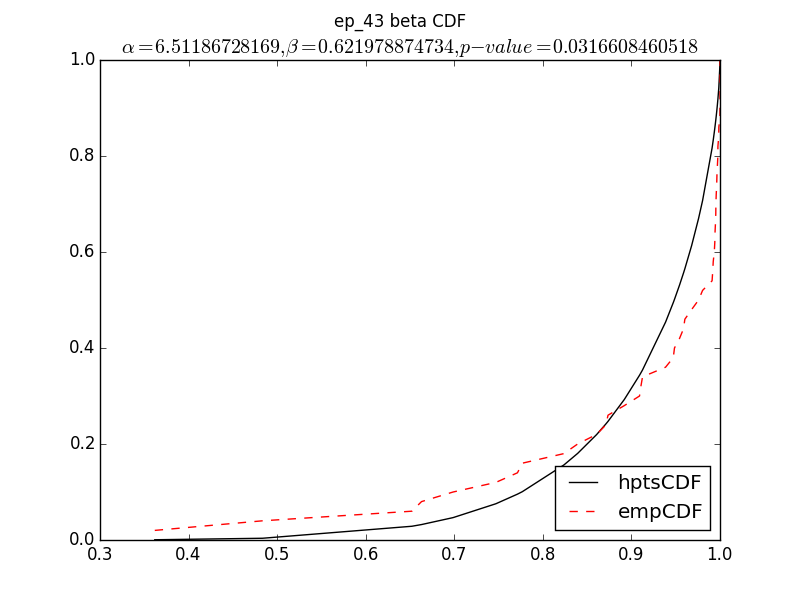 ep_43 beta CDF
α=6.51186728169,β=0.621978874734,p−value=0.0316608460518
1.0
0.8
0.6
0.4
0.2
0.0
0.3 0.4 0.5 0.6 0.7 0.8 0.9 1.0
hptsCDF
empCDF